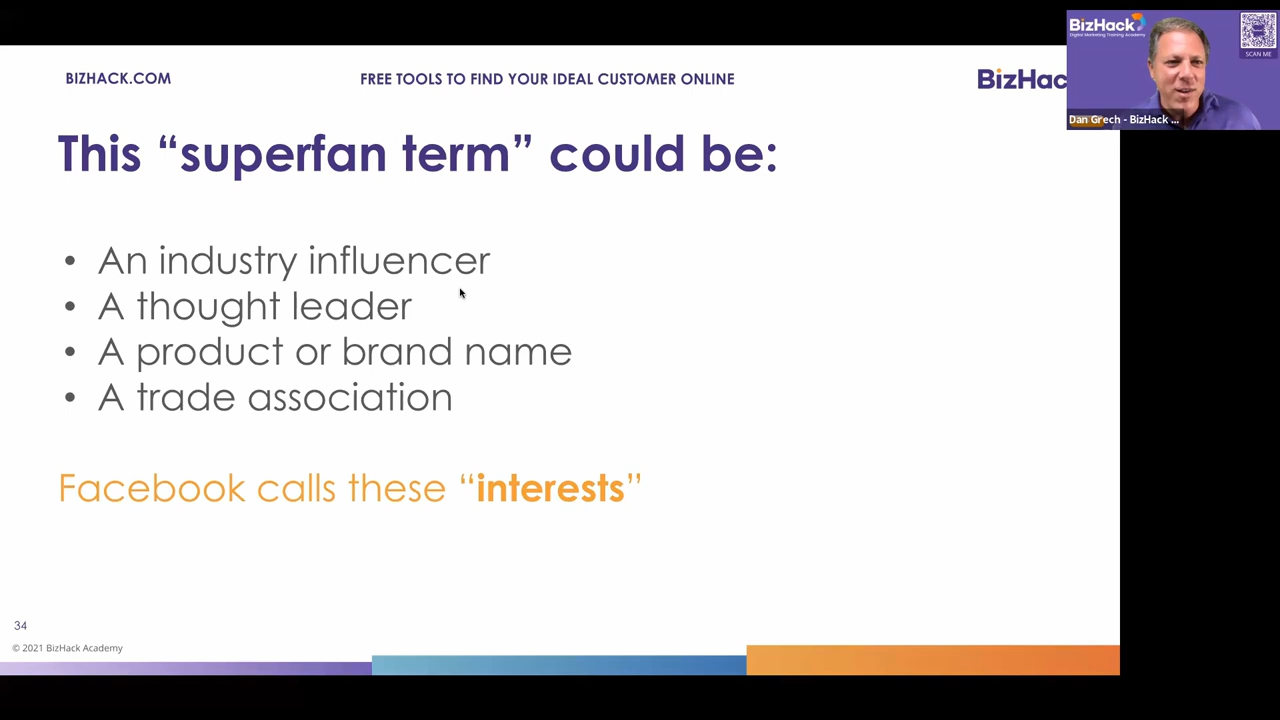 BIZHACK.COM
FREE TOOLS TO FIND YOUR IDEAL CUSTOMER ONLINE
BizHac
BizHack
Digital Marketing Training Academy
SCAN ME
Dan Grech - BizHack ...
This “superfan term” could be:
• An industry influencer
• A thought leader
• A product or brand name
• A trade association
Facebook calls these “interests”
34
© 2021 BizHack Academy